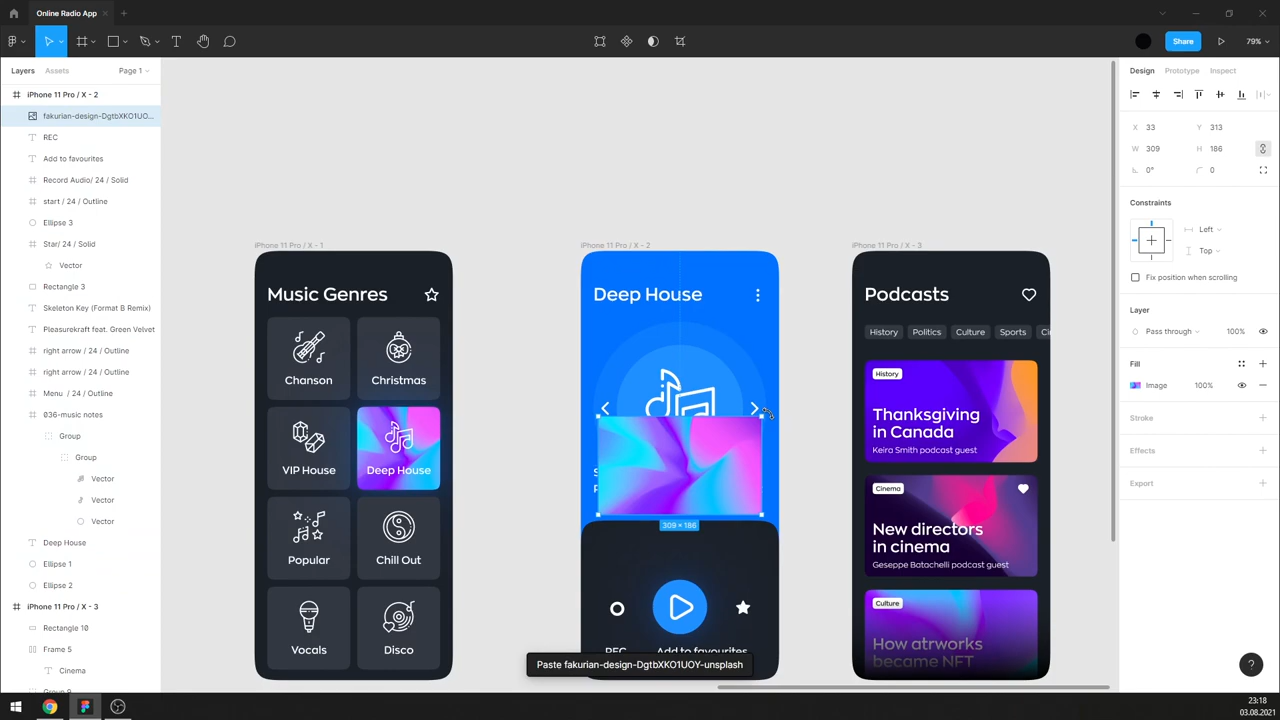 Online Radio App
Share
79%
Layers
Assets
Page 1
Design
Prototype
Inspect
iPhone 11 Pro / X - 2
fakurian-design-DgtbXKO1UO...
REC
Add to favourites
Record Audio/ 24 / Solid
start / 24 / Outline
Ellipse 3
Star/ 24 / Solid
Vector
Rectangle 3
Skeleton Key (Format B Remix)
Pleasurekraft feat. Green Velvet
right arrow / 24 / Outline
right arrow / 24 / Outline
Menu / 24 / Outline
036-music notes
Group
Group
Vector
Vector
Vector
Deep House
Ellipse 1
Ellipse 2
iPhone 11 Pro / X - 3
Rectangle 10
Frame 5
Cinema
iPhone 11 Pro / X - 1
Music Genres
Chanson
Christmas
VIP House
Deep House
Popular
Chill Out
Vocals
Disco
iPhone 11 Pro / X - 2
Deep House
309 × 186
REC
Add to favourites
Paste fakurian-design-DgtbXKO1UOY-unsplash
iPhone 11 Pro / X - 3
Podcasts
History
Politics
Culture
Sports
History
Thanksgiving
in Canada
Keira Smith podcast guest
Cinema
New directors
in cinema
Geseppe Batachelli podcast guest
Culture
How atrworks
became NFT
X 33
Y 313
W 309
H 186
0°
0
Constraints
Left
Top
Fix position when scrolling
Layer
Pass through
100%
Fill
Image
100%
Stroke
Effects
Export
?
23:18
03.08.2021